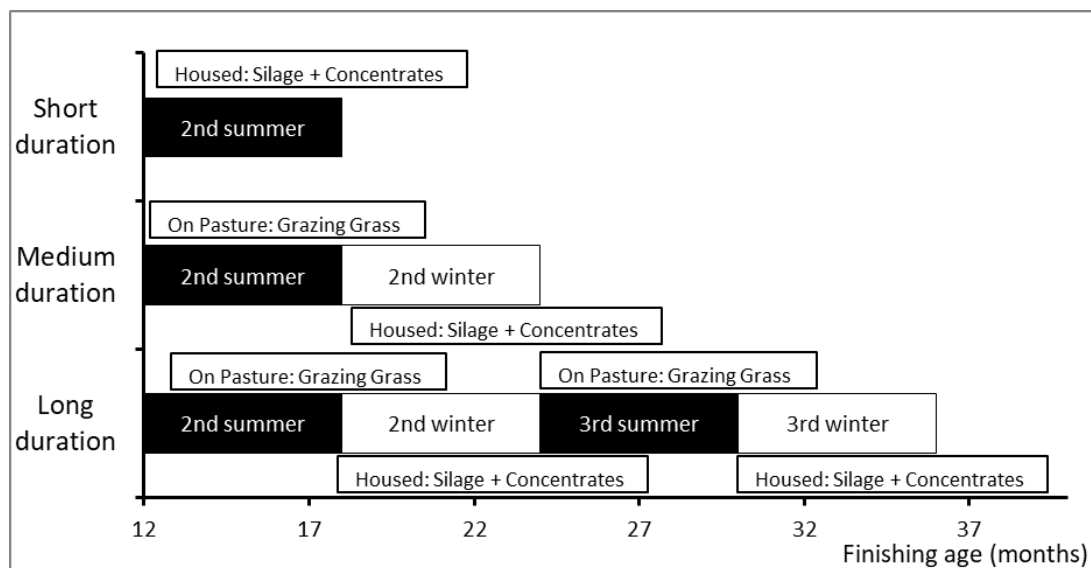 Housed: Silage + Concentrates
Short
duration
2nd summer
On Pasture: Grazing Grass
Medium
duration
2nd summer
2nd winter
Housed: Silage + Concentrates
On Pasture: Grazing Grass
On Pasture: Grazing Grass
Long
duration
2nd summer
2nd winter
3rd summer
3rd winter
Housed: Silage + Concentrates
Housed: Silage + Concentrates
12
17
22
27
32
37
Finishing age (months)